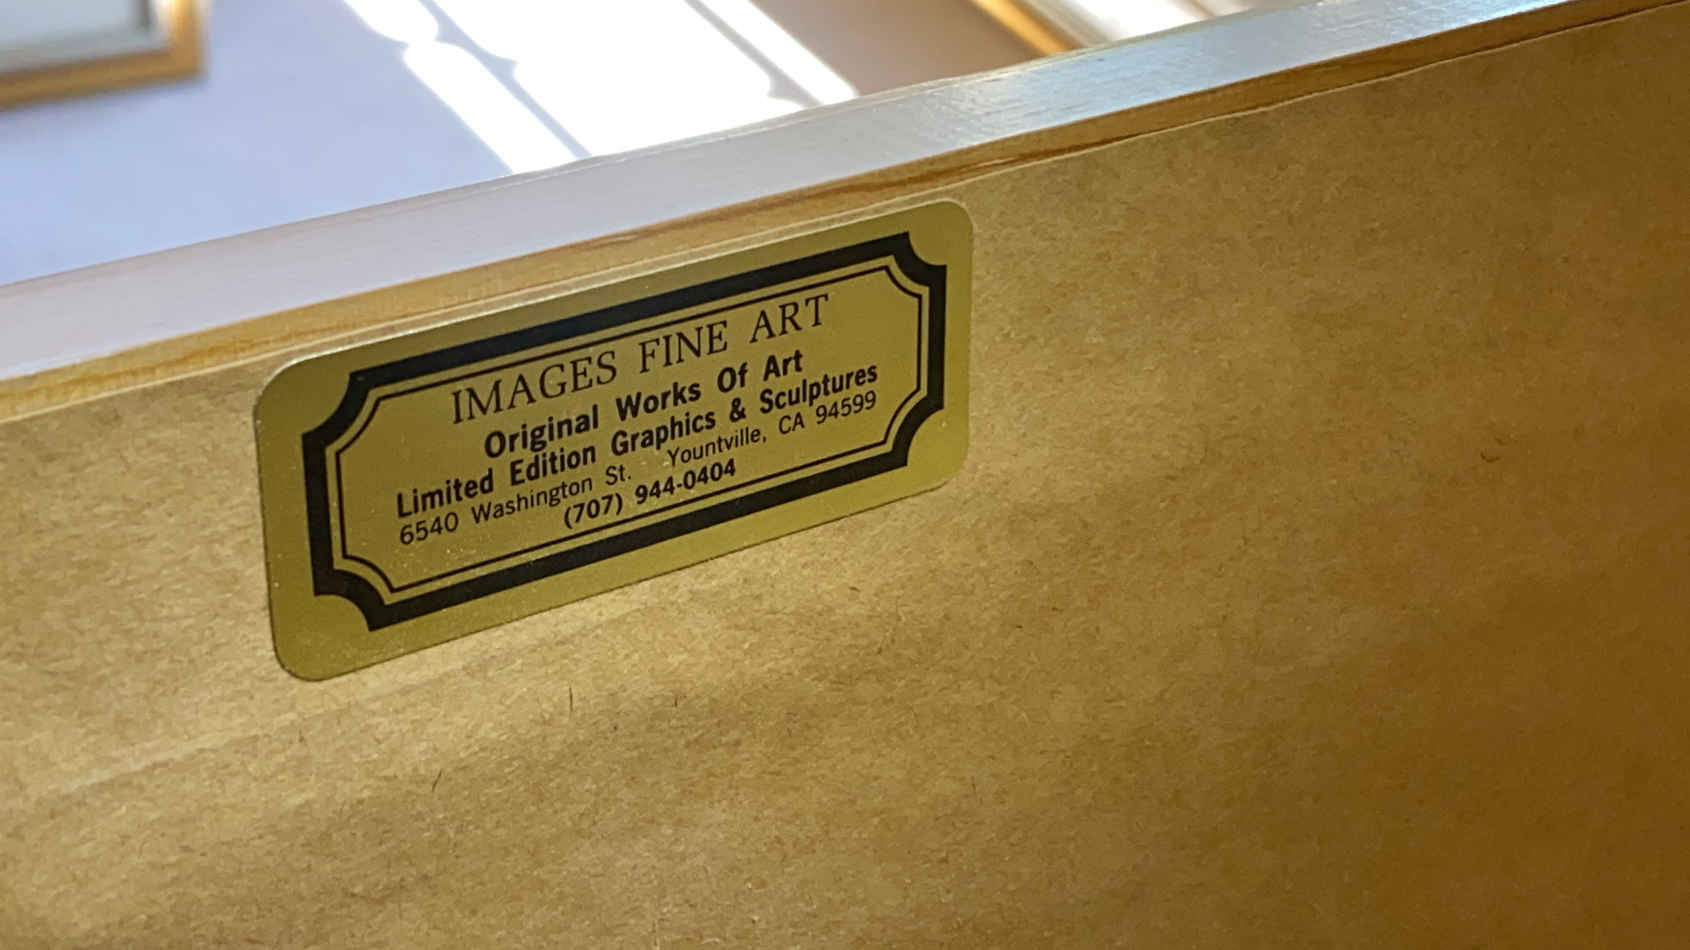 IMAGES FINE ART
Original Works Of Art
Limited Edition Graphics & Sculptures
6540 Washington St. Yountville, CA 94599
(707) 944-0404